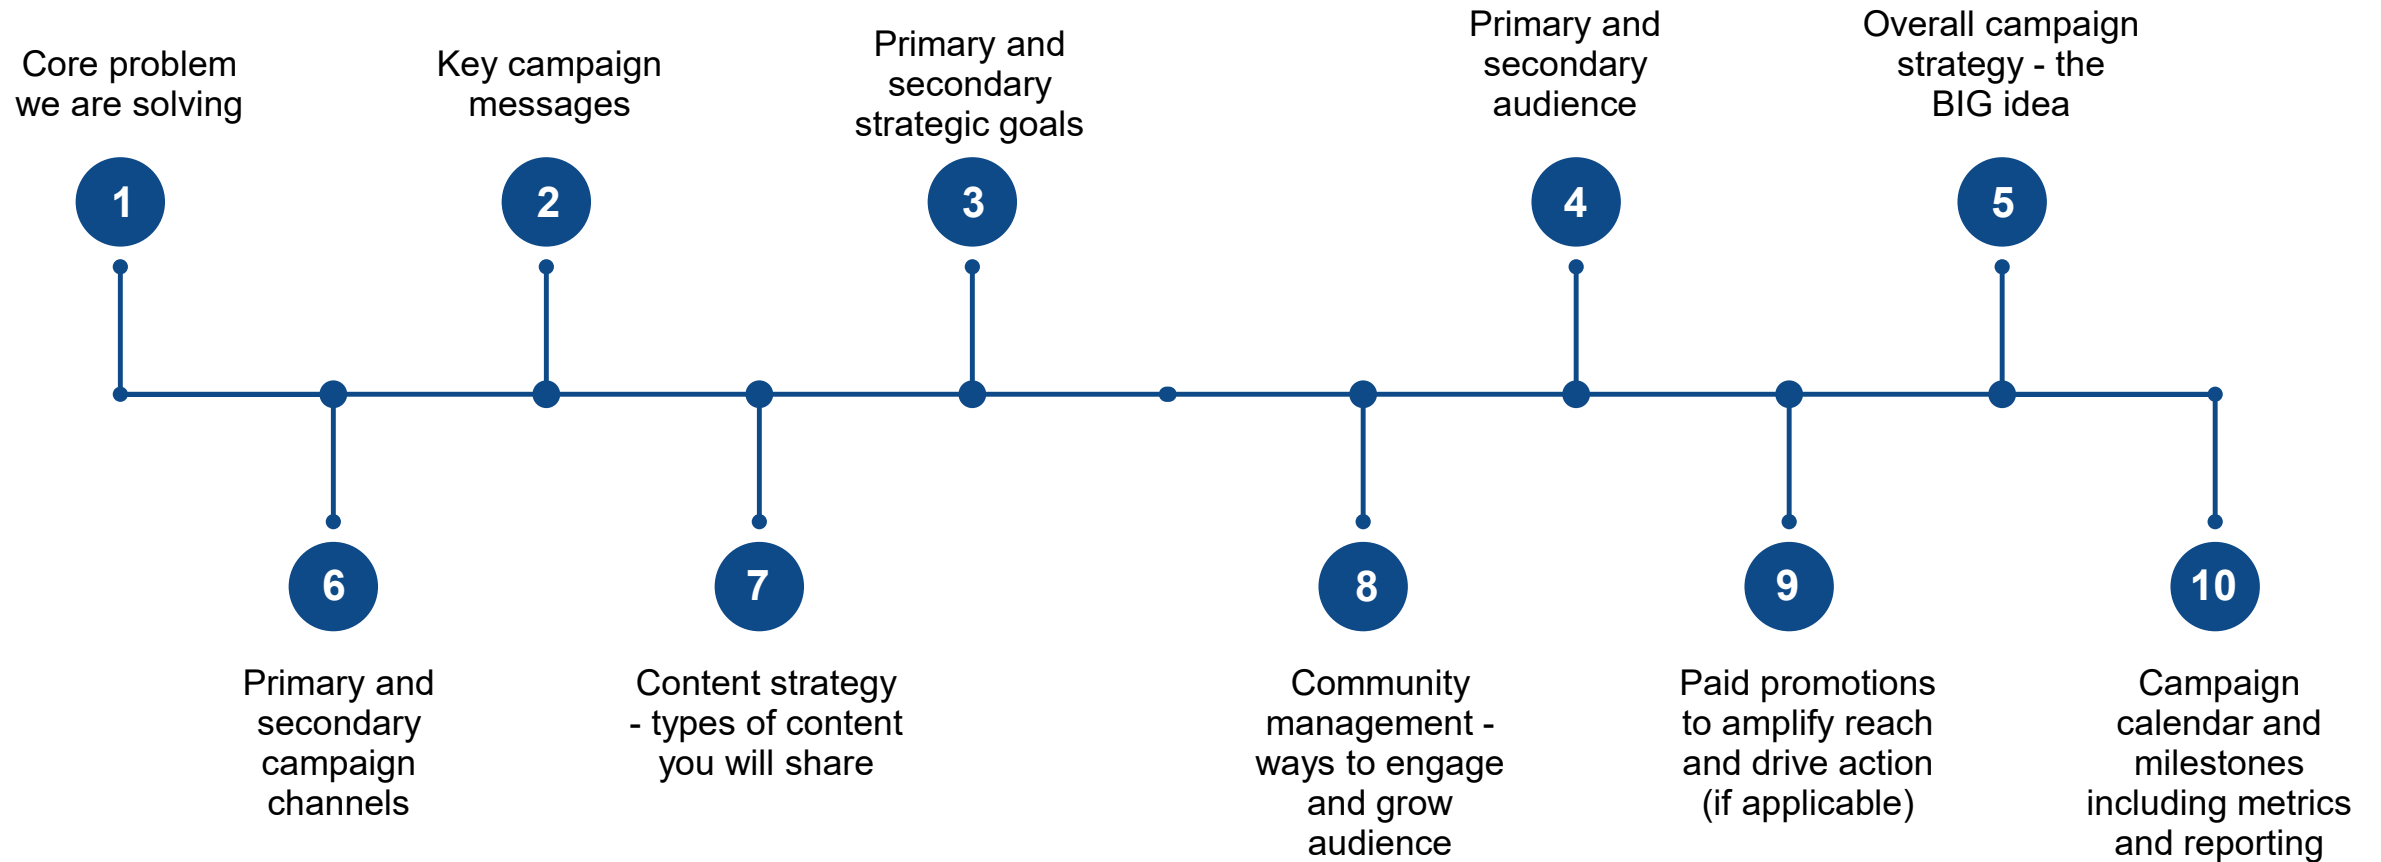 Core problem
we are solving
1
Key campaign
messages
2
Primary and
secondary
strategic goals
3
Primary and
secondary
audience
4
Overall campaign
strategy - the
BIG idea
5
6
Primary and
secondary
campaign
channels
7
Content strategy
- types of content
you will share
8
Community
management -
ways to engage
and grow
audience
9
Paid promotions
to amplify reach
and drive action
(if applicable)
10
Campaign
calendar and
milestones
including metrics
and reporting